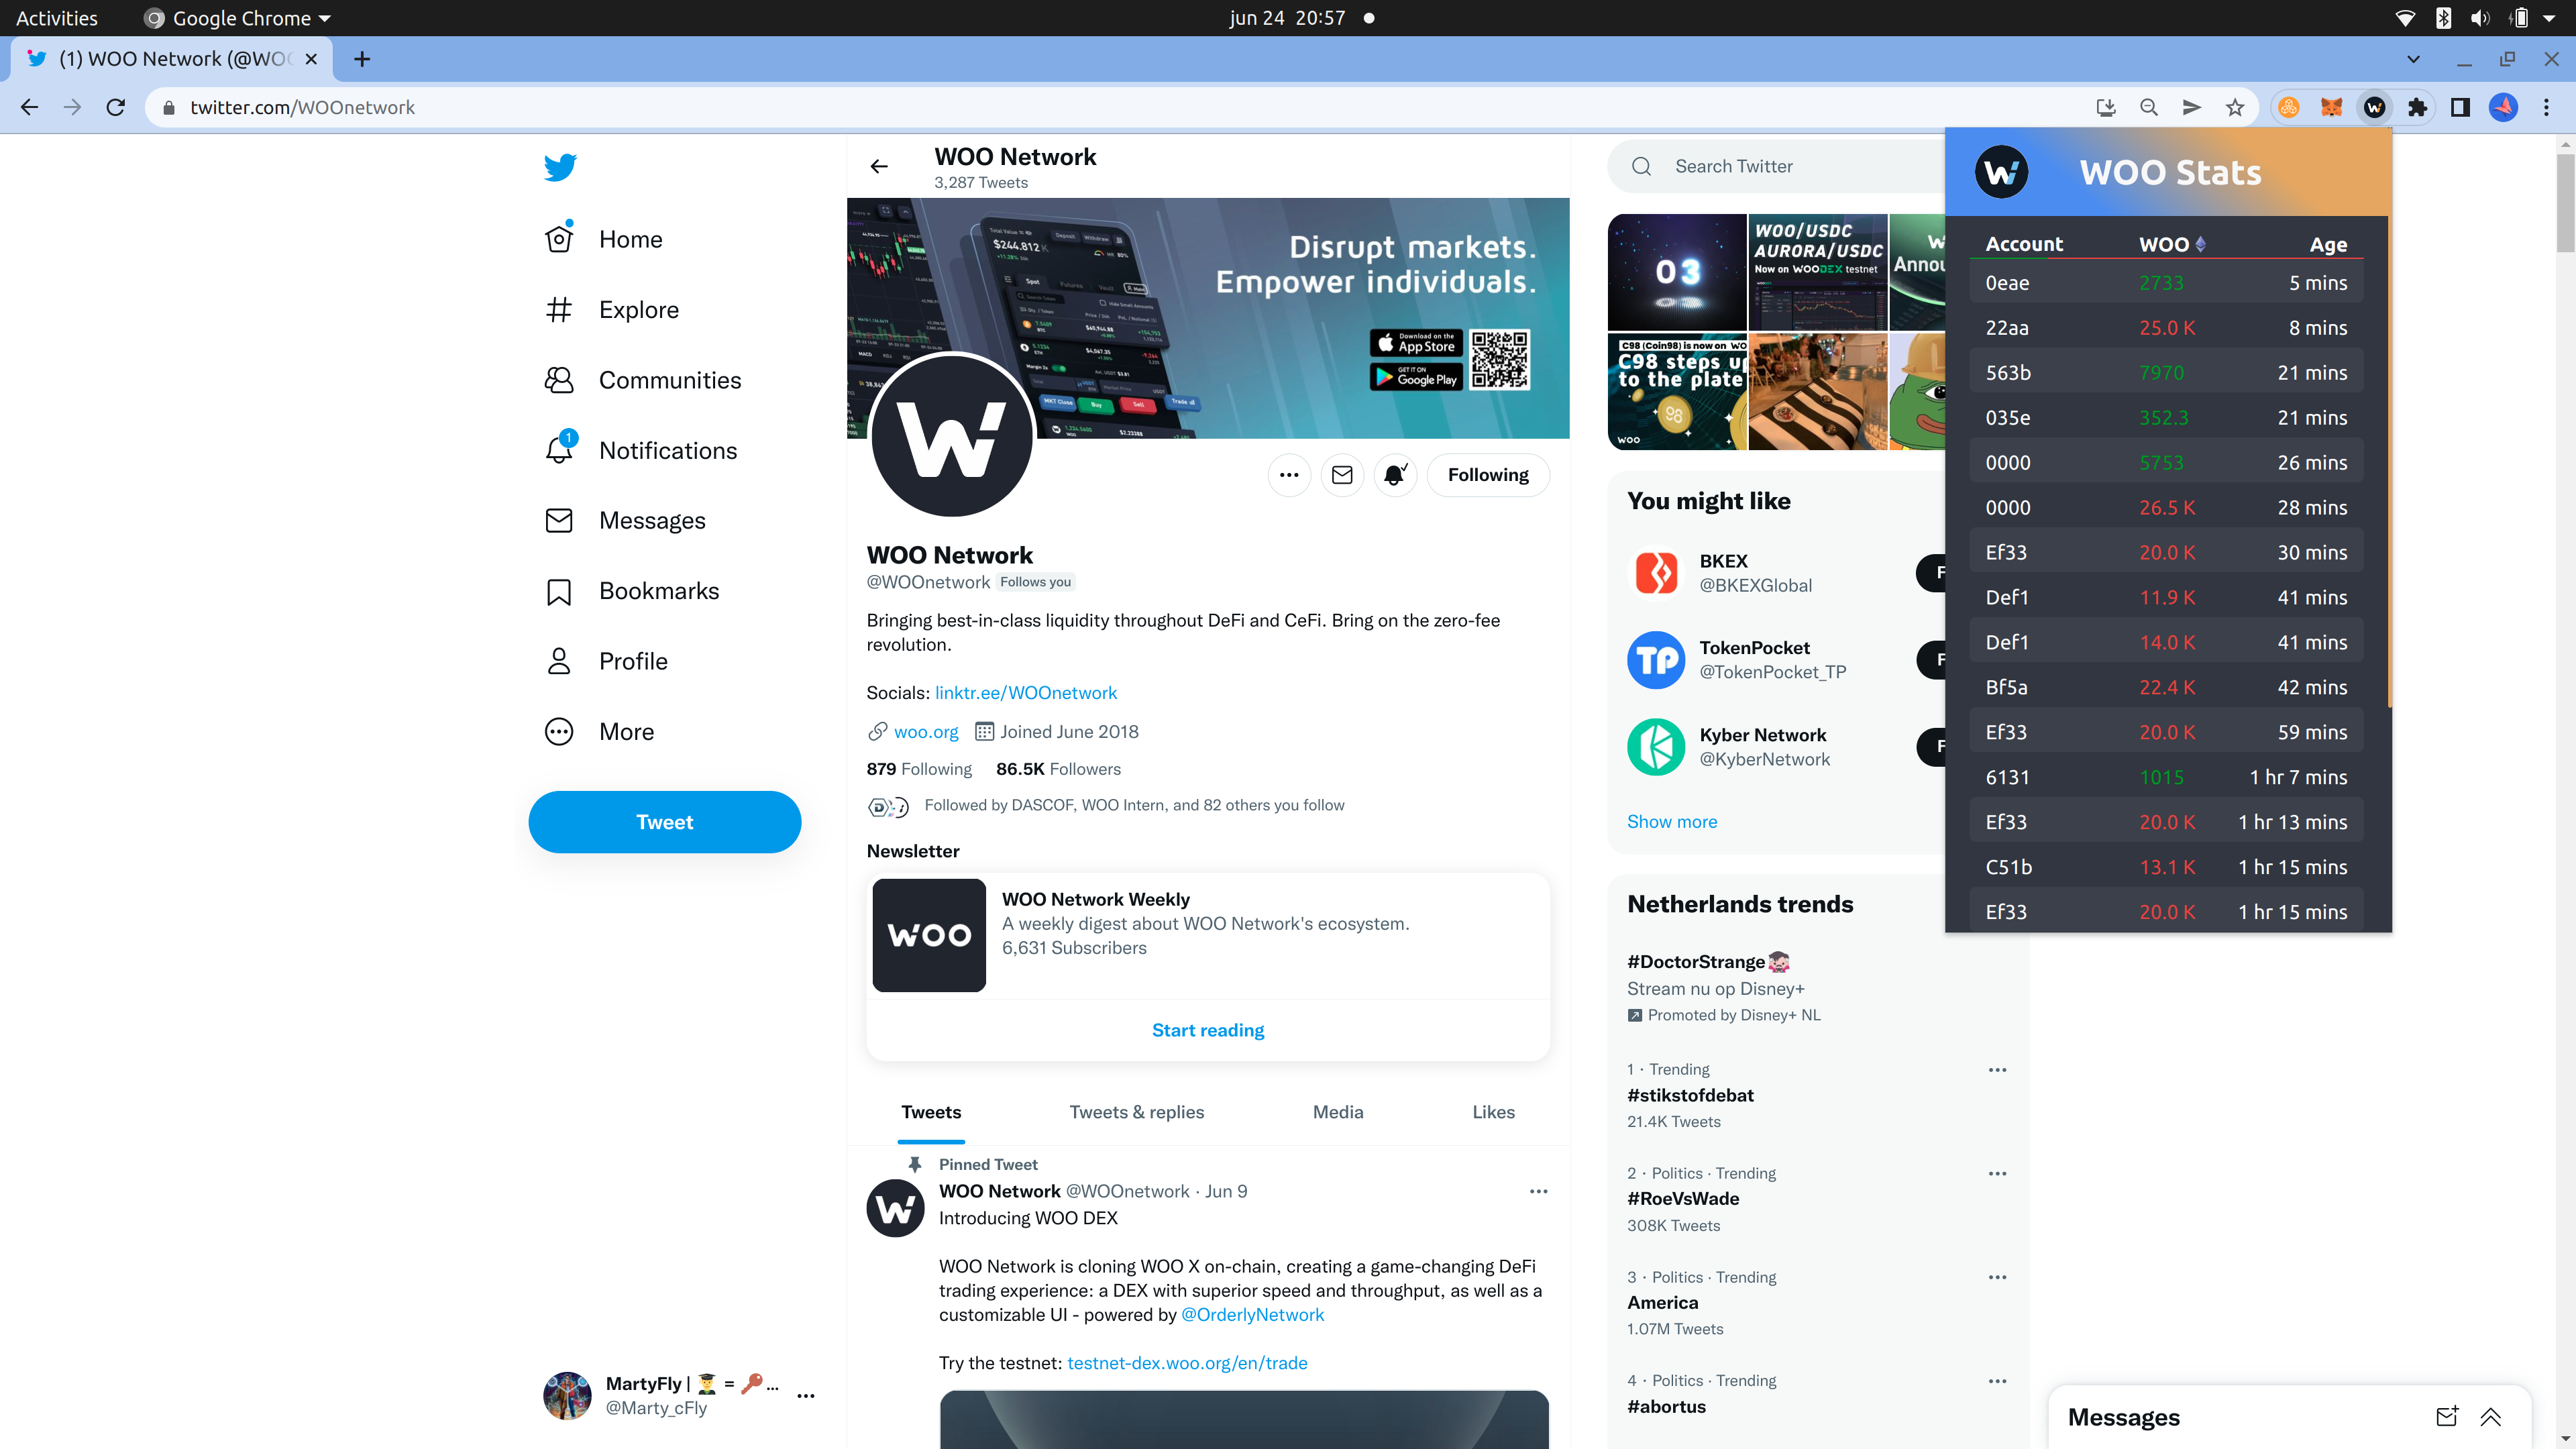 Activities
Google Chrome
jun 24 20:57
(1) WOO Network (@WOO
twitter.com/WOOnetwork
Home
Explore
Communities
1
Notifications
Messages
Bookmarks
Profile
More
Tweet
MartyFly | = ...
@Marty_cFly
WOO Network
3,287 Tweets
$244.812 K
Disrupt markets.
Empower individuals.
Download on the
App Store
GET IT ON
Google Play
Buy
Sell
Following
WOO Network
@WOOnetwork Follows you
Bringing best-in-class liquidity throughout DeFi and CeFi. Bring on the zero-fee
revolution.
Socials: linktr.ee/WOOnetwork
woo.org Joined June 2018
879 Following 86.5K Followers
Followed by DASCOF, WOO Intern, and 82 others you follow
Newsletter
WOO
WOO Network Weekly
A weekly digest about WOO Network's ecosystem.
6,631 Subscribers
Start reading
Tweets Tweets & replies Media Likes
Pinned Tweet
WOO Network @WOOnetwork · Jun 9
Introducing WOO DEX
WOO Network is cloning WOO X on-chain, creating a game-changing DeFi
trading experience: a DEX with superior speed and throughput, as well as a
customizable UI - powered by @OrderlyNetwork
Try the testnet: testnet-dex.woo.org/en/trade
Search Twitter
03
WOO/USDC
AURORA/USDC
Now on WOODEX testnet
C98 (Coin98) is now on WO
C98 steps up
to the plate
98
WOO
You might like
BKEX
@BKEXGlobal
TP
TokenPocket
@TokenPocket_TP
Kyber Network
@KyberNetwork
Show more
Netherlands trends
#DoctorStrange
Stream nu op Disney+
Promoted by Disney+ NL
1 · Trending
#stikstofdebat
21.4K Tweets
2 · Politics · Trending
#RoeVsWade
308K Tweets
3 · Politics · Trending
America
1.07M Tweets
4 · Politics · Trending
#abortus
WOO Stats
Account WOO Age
0eae 2733 5 mins
22aa 25.0 K 8 mins
563b 7970 21 mins
035e 352.3 21 mins
0000 5753 26 mins
0000 26.5 K 28 mins
Ef33 20.0 K 30 mins
Def1 11.9 K 41 mins
Def1 14.0 K 41 mins
Bf5a 22.4 K 42 mins
Ef33 20.0 K 59 mins
6131 1015 1 hr 7 mins
Ef33 20.0 K 1 hr 13 mins
C51b 13.1 K 1 hr 15 mins
Ef33 20.0 K 1 hr 15 mins
Messages